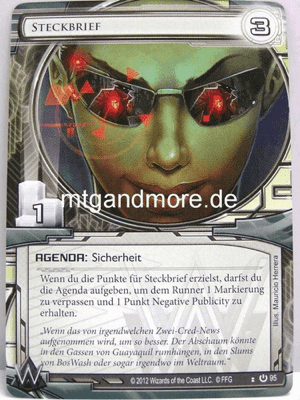 STECKBRIEF
3
mtgandmore.de
1
AGENDA: Sicherheit
Wenn du die Punkte für Steckbrief erzielst, darfst du
die Agenda aufgeben, um dem Runner 1 Markierung
zu verpassen und 1 Punkt Negative Publicity zu
erhalten.
„Wenn das von irgendwelchen Zwei-Cred-News
aufgenommen wird, um so besser. Der Abschaum könnte
in den Gassen von Guayaquil rumhängen, in den Slums
von BosWash oder sogar irgendwo im Weltraum."
Illus. Mauricio Herrera
© 2012 Wizards of the Coast LLC. © FFG
95